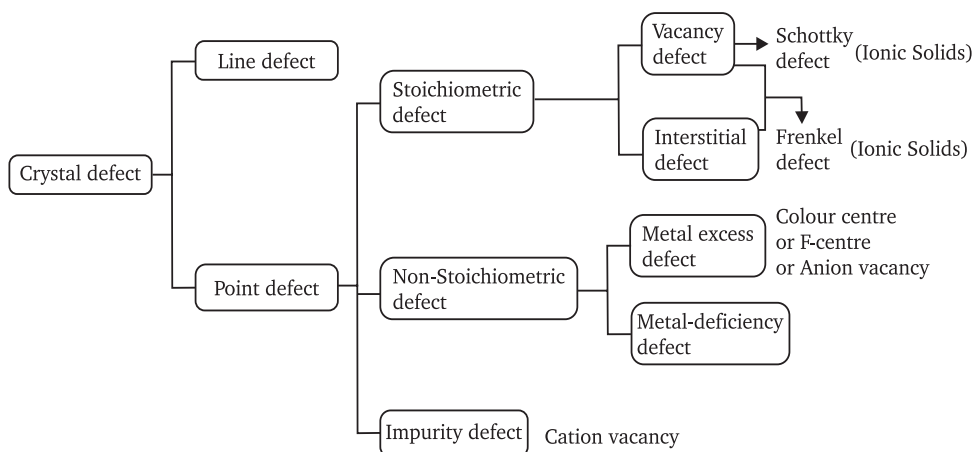 Crystal defect
Line defect
Point defect
Stoichiometric
defect
Vacancy
defect
Schottky
defect
(Ionic Solids)
Interstitial
defect
Frenkel
defect
(Ionic Solids)
Non-Stoichiometric
defect
Metal excess
defect
Colour centre
or F-centre
or Anion vacancy
Metal-deficiency
defect
Impurity defect
Cation vacancy